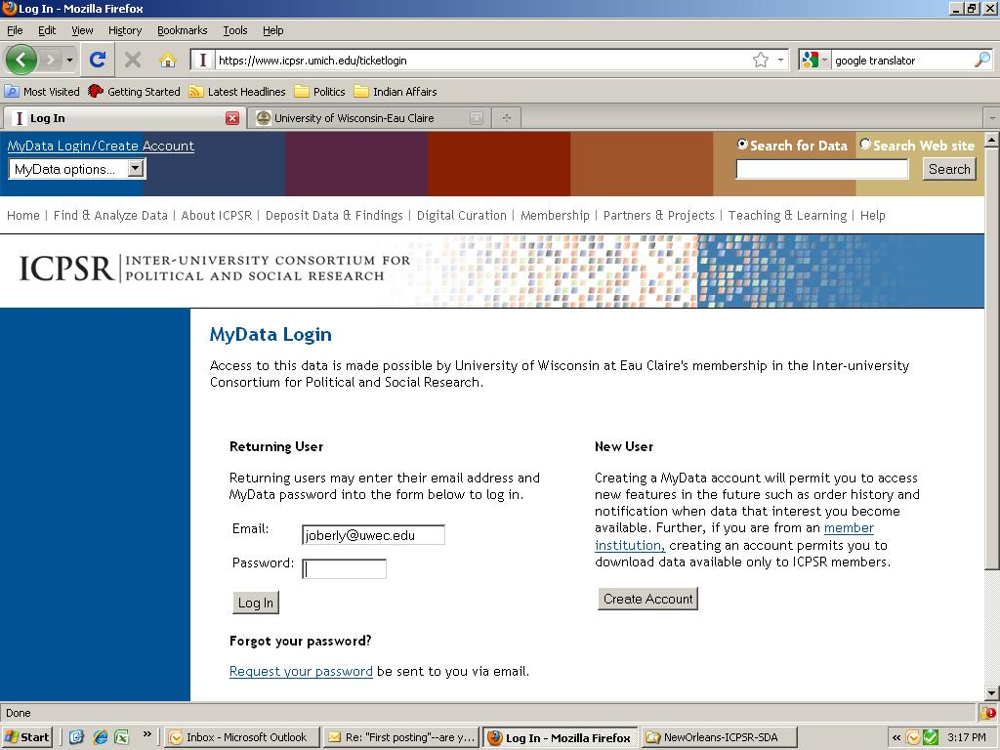 Log In - Mozilla Firefox
File Edit View History Bookmarks Tools Help
https://www.icpsr.umich.edu/ticketlogin
google translator
Most Visited Getting Started Latest Headlines Politics Indian Affairs
Log In University of Wisconsin-Eau Claire
MyData Login/Create Account
Search for Data Search Web site
MyData options...
Search
Home | Find & Analyze Data | About ICPSR | Deposit Data & Findings | Digital Curation | Membership | Partners & Projects | Teaching & Learning | Help
ICPSR INTER-UNIVERSITY CONSORTIUM FOR
POLITICAL AND SOCIAL RESEARCH
MyData Login
Access to this data is made possible by University of Wisconsin at Eau Claire's membership in the Inter-university
Consortium for Political and Social Research.
Returning User
Returning users may enter their email address and
MyData password into the form below to log in.
Email: joberly@uwec.edu
Password:
Log In
Forgot your password?
Request your password be sent to you via email.
New User
Creating a MyData account will permit you to access
new features in the future such as order history and
notification when data that interest you become
available. Further, if you are from an member
institution, creating an account permits you to
download data available only to ICPSR members.
Create Account
Done
Start Inbox - Microsoft Outlook Re: "First posting"--are y... Log In - Mozilla Firefox NewOrleans-ICPSR-SDA 3:17 PM